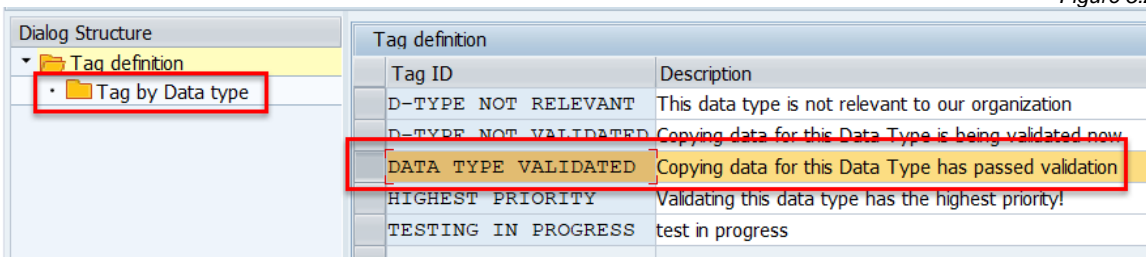 Dialog Structure
Tag definition
Tag by Data type
Tag definition
Tag ID Description
D-TYPE NOT RELEVANT This data type is not relevant to our organization
D-TYPE NOT VALIDATED Copying data for this Data Type is being validated now
DATA TYPE VALIDATED Copying data for this Data Type has passed validation
HIGHEST PRIORITY Validating this data type has the highest priority!
TESTING IN PROGRESS test in progress